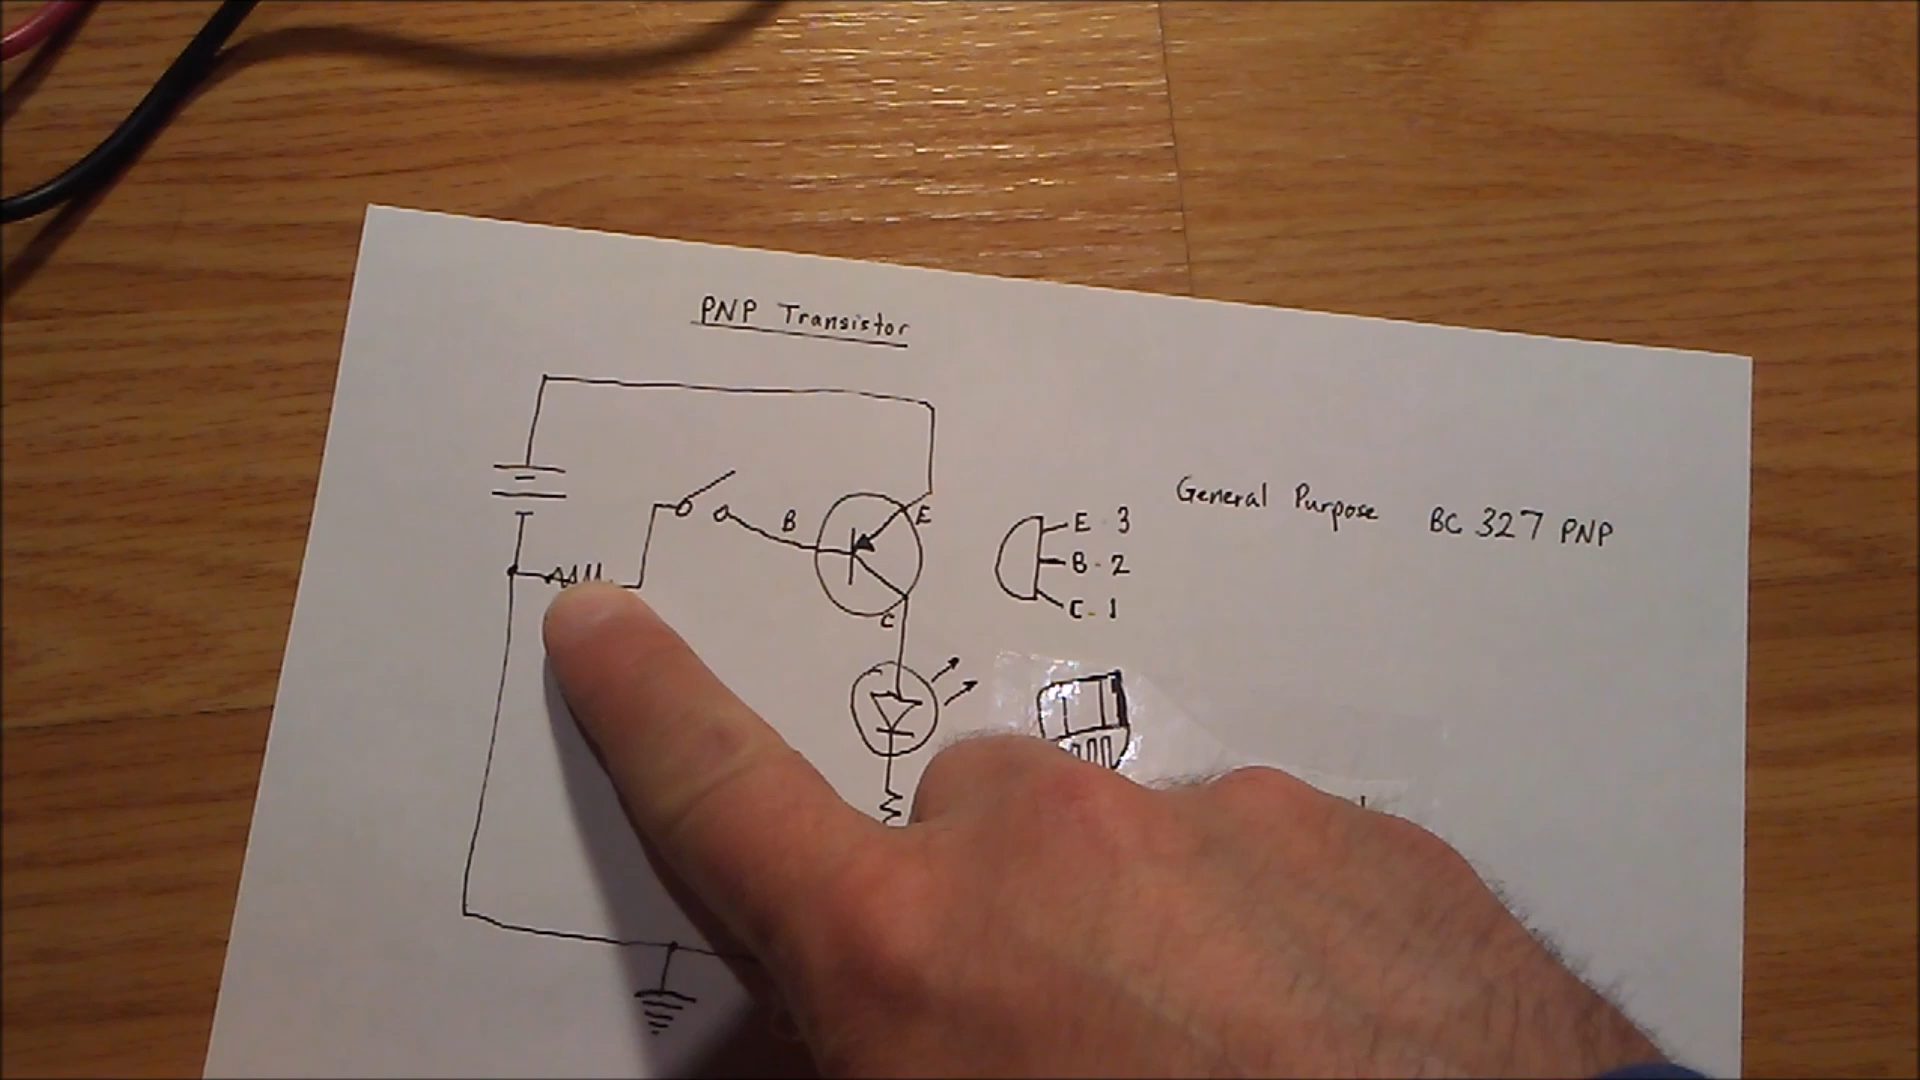 PNP Transistor
General Purpose BC 327 PNP
B
E
C
E - 3
B - 2
C - 1